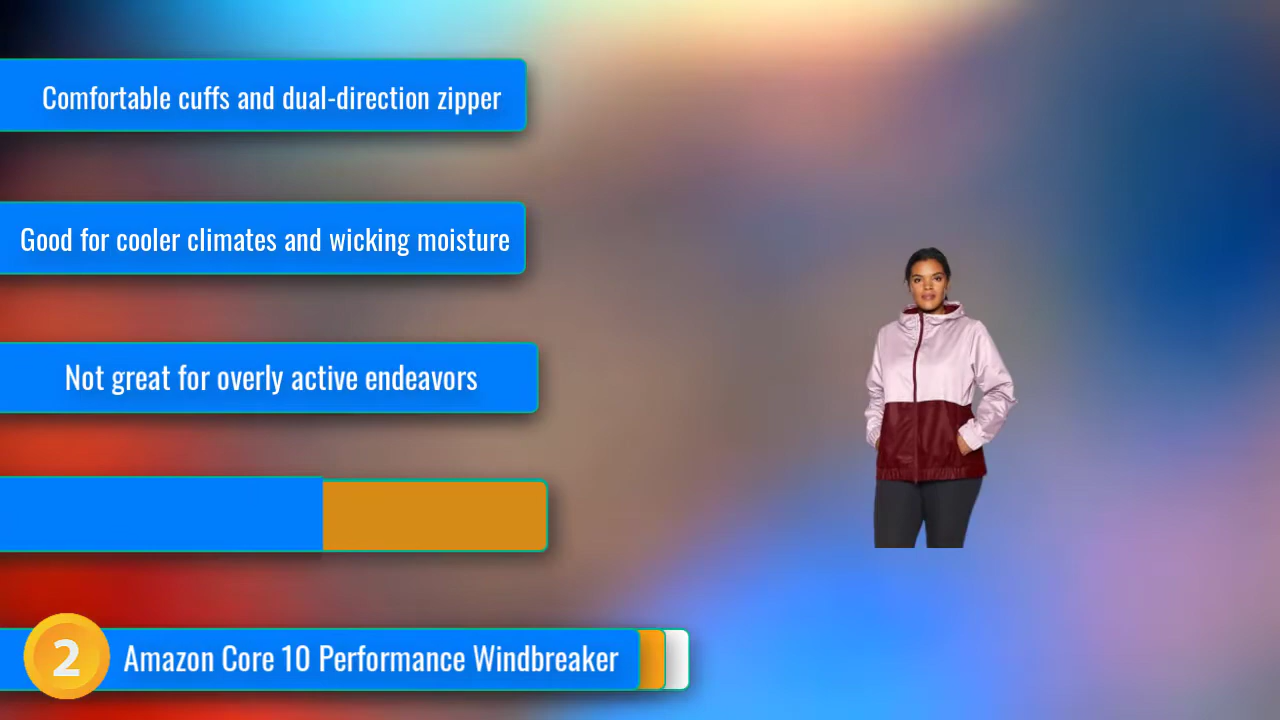 Comfortable cuffs and dual-direction zipper
Good for cooler climates and wicking moisture
Not great for overly active endeavors
2 Amazon Core 10 Performance Windbreaker